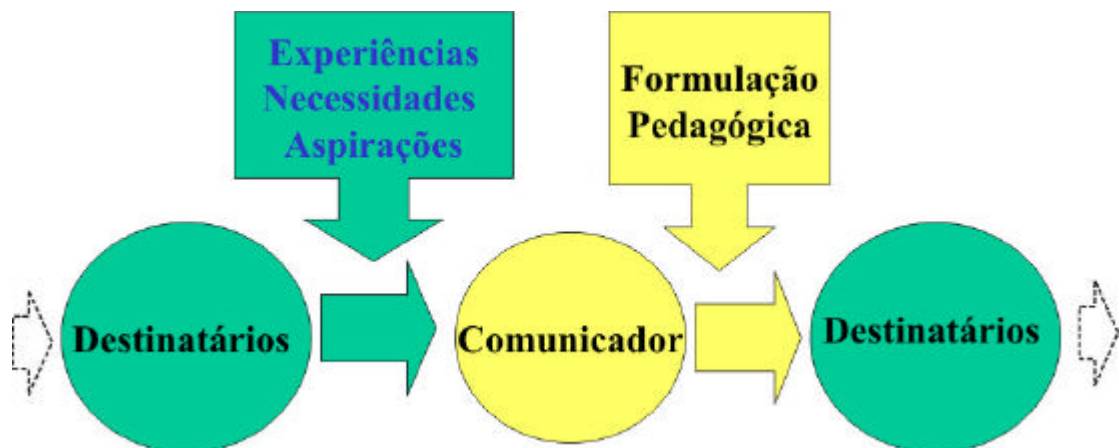 Experiências
Necessidades
Aspirações
Formulação
Pedagógica
Destinatários
Comunicador
Destinatários